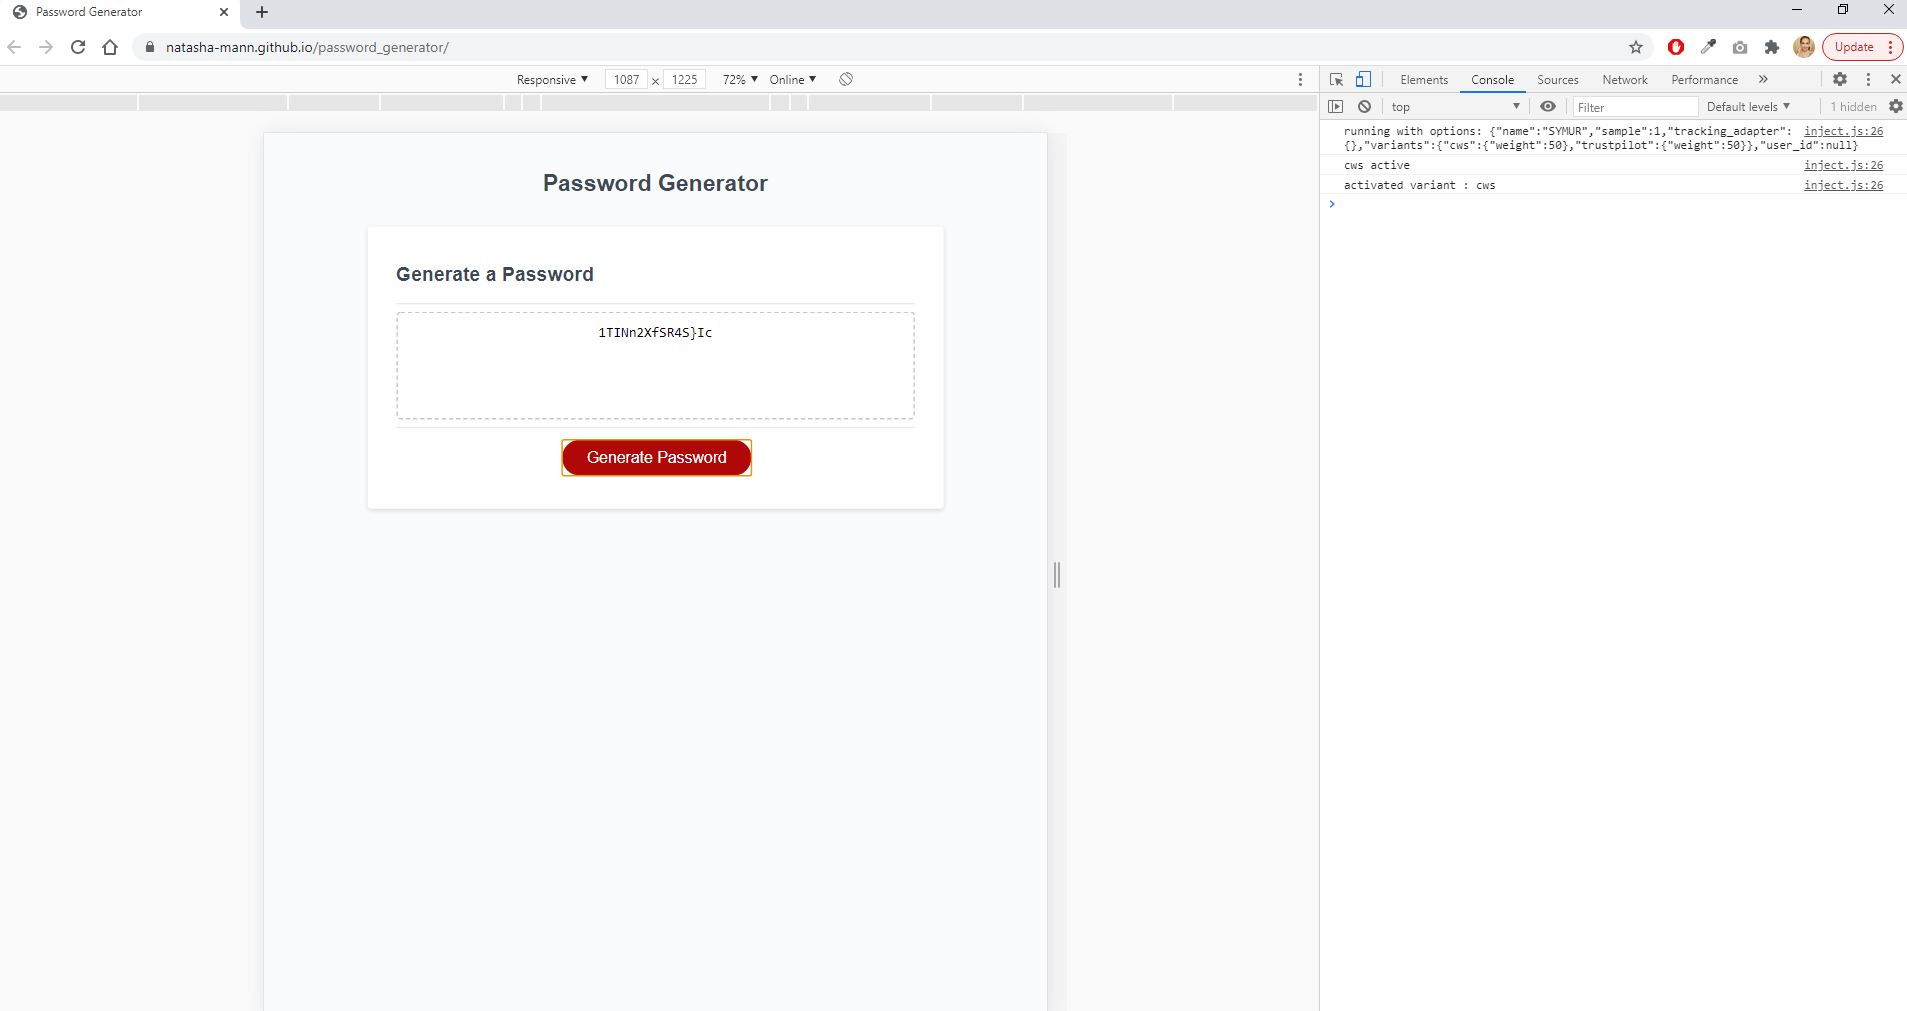 Password Generator
natasha-mann.github.io/password_generator/
Update
Responsive
1087 x 1225
72%
Online
Elements
Console
Sources
Network
Performance
top
Filter
Default levels
1 hidden
running with options: {"name":"SYMUR","sample":1,"tracking_adapter": inject.js:26
{},"variants":{"cws":{"weight":50},"trustpilot":{"weight":50}},"user_id":null}
cws active inject.js:26
activated variant : cws inject.js:26
Password Generator
Generate a Password
1TINn2XfSR4S}Ic
Generate Password